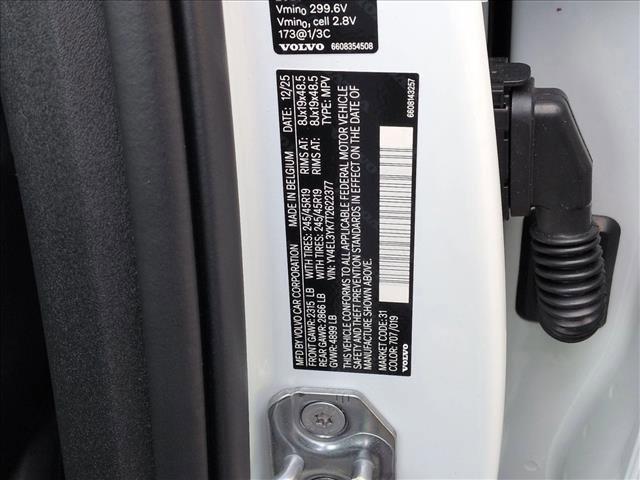 Vmin0 299.6V
Vmin0, cell 2.8V
173@1/3C
VOLVO 6608354508
MFD BY VOLVO CAR CORPORATION MADE IN BELGIUM DATE: 12/25
FRONT GAWR: 2315 LB WITH TIRES: 245/45R19 RIMS AT: 8Jx19x48.5
REAR GAWR: 2866 LB WITH TIRES: 245/45R19 RIMS AT: 8Jx19x48.5
GVWR: 4899 LB VIN: YV4EL3YK7T2622377 TYPE: MPV
THIS VEHICLE CONFORMS TO ALL APPLICABLE FEDERAL MOTOR VEHICLE
SAFETY AND THEFT PREVENTION STANDARDS IN EFFECT ON THE DATE OF
MANUFACTURE SHOWN ABOVE.
MARKET CODE: 31
COLOR: 707 /019
VOLVO 6608143257